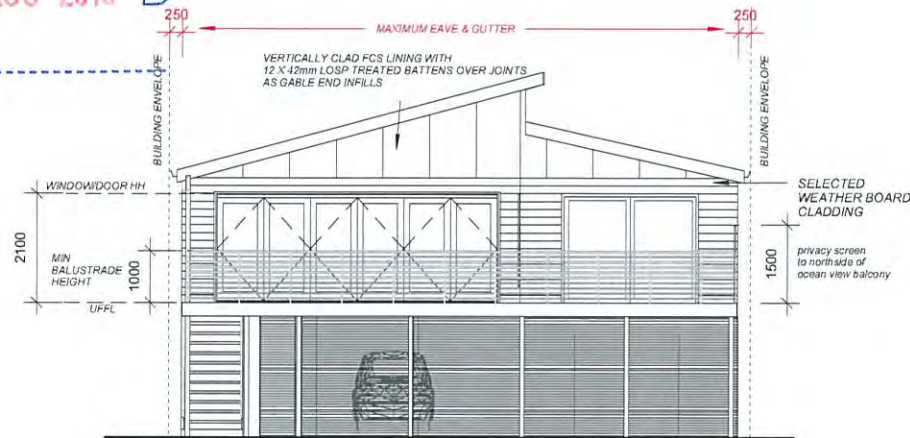 250
MAXIMUM EAVE & GUTTER
250
BUILDING ENVELOPE
VERTICALLY CLAD FCS LINING WITH
12 X 42mm LOSP TREATED BATTENS OVER JOINTS
AS GABLE END INFILLS
BUILDING ENVELOPE
WINDOW/DOOR HH
2100
MIN
BALUSTRADE
HEIGHT
1000
UFFL
SELECTED
WEATHER BOARD
CLADDING
1500
privacy screen
to northside of
ocean view balcony